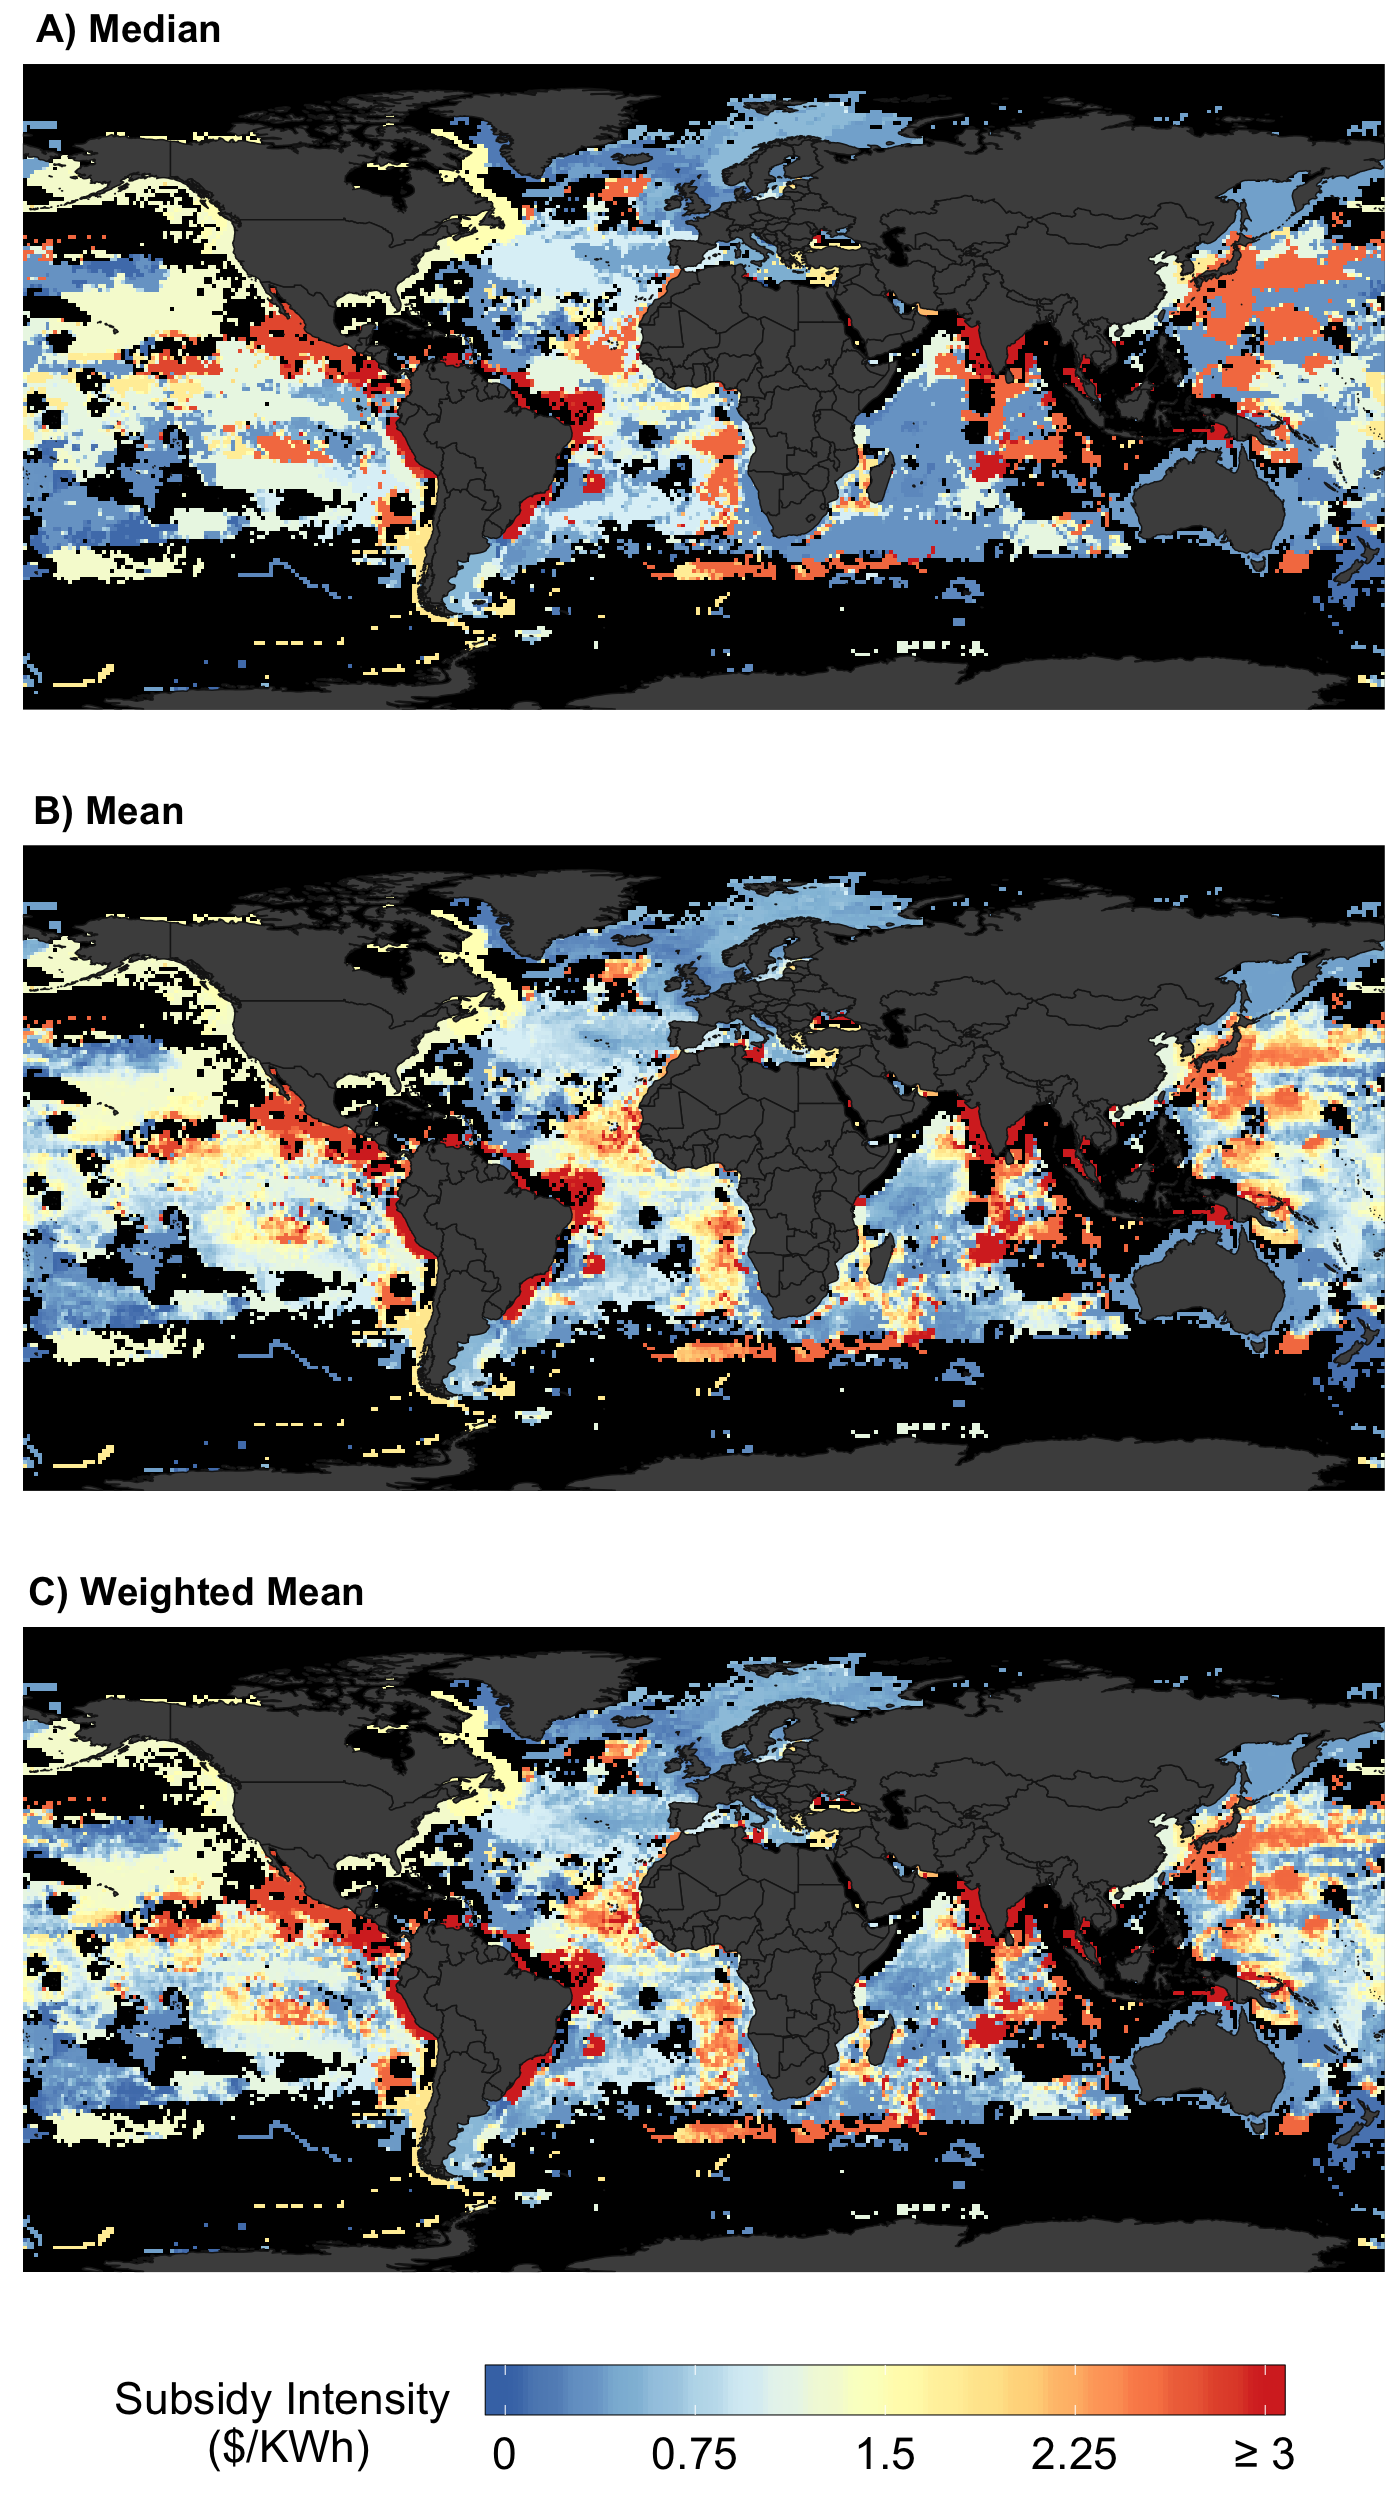 A) Median
B) Mean
C) Weighted Mean
Subsidy Intensity
($/KWh)
0 0.75 1.5 2.25 ≥ 3